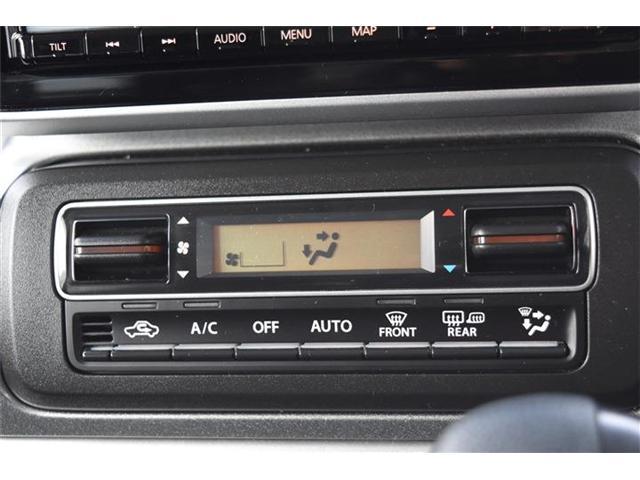 TILT AUDIO MENU MAP
A/C OFF AUTO FRONT REAR